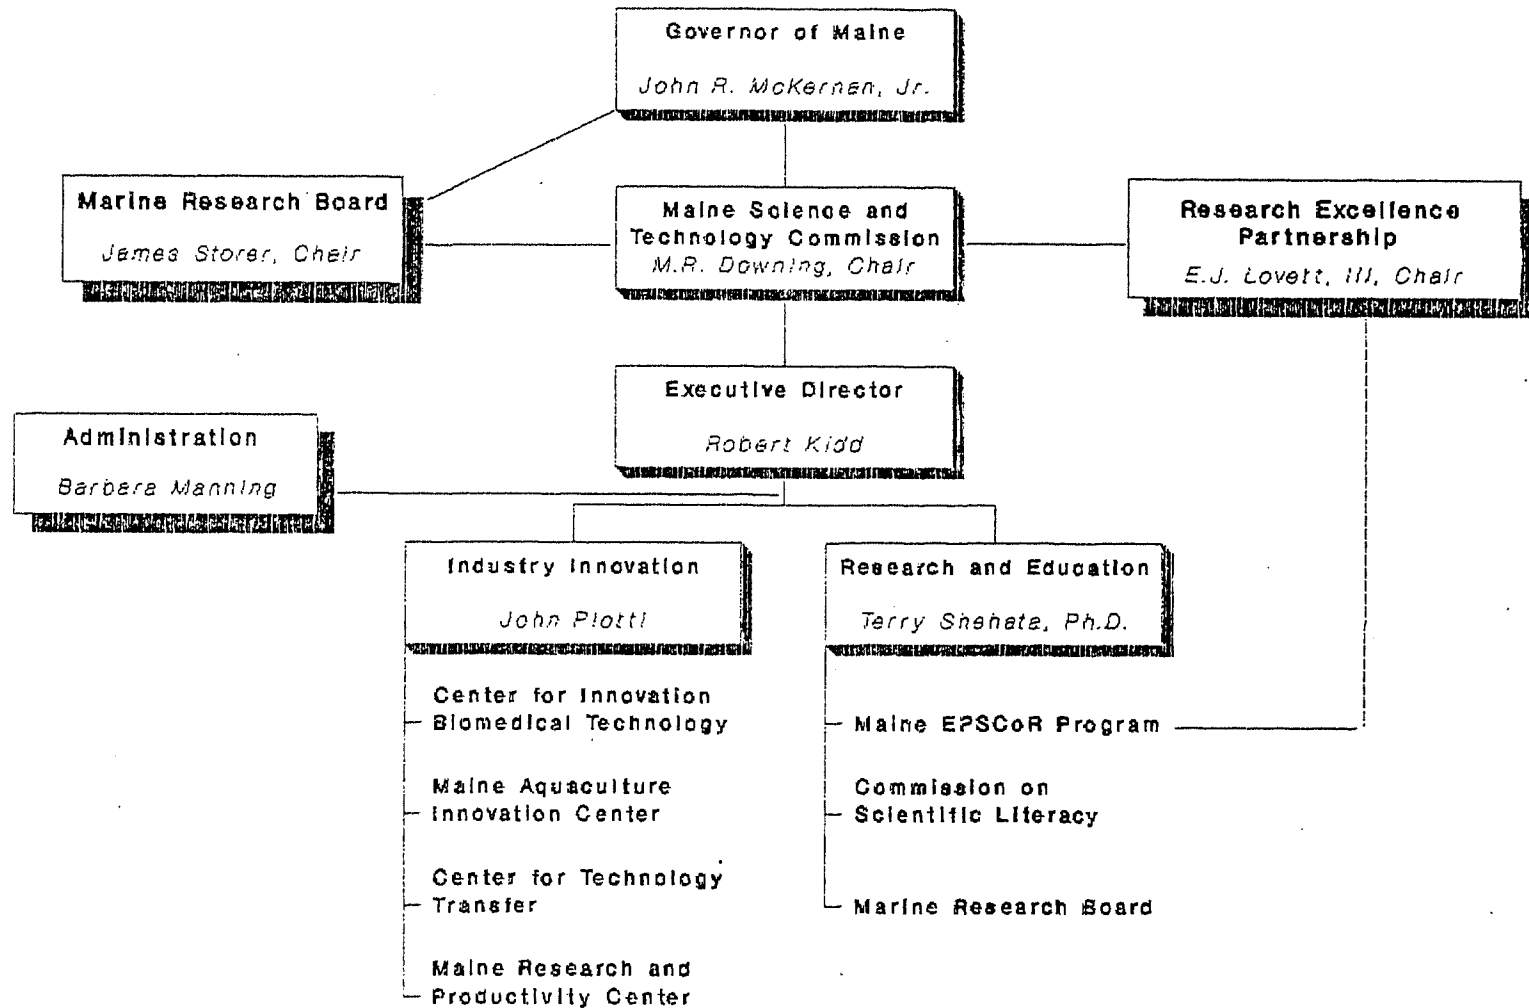 Governor of Maine
John R. McKernan, Jr.
Marine Research Board
James Storer, Chair
Maine Science and
Technology Commission
M.R. Downing, Chair
Research Excellence
Partnership
E.J. Lovett, III, Chair
Executive Director
Robert Kidd
Administration
Barbara Manning
Industry Innovation
John Piotti
Research and Education
Terry Shehata, Ph.D.
Center for Innovation
Biomedical Technology
Maine Aquaculture
Innovation Center
Center for Technology
Transfer
Maine Research and
Productivity Center
Maine EPSCoR Program
Commission on
Scientific Literacy
Marine Research Board